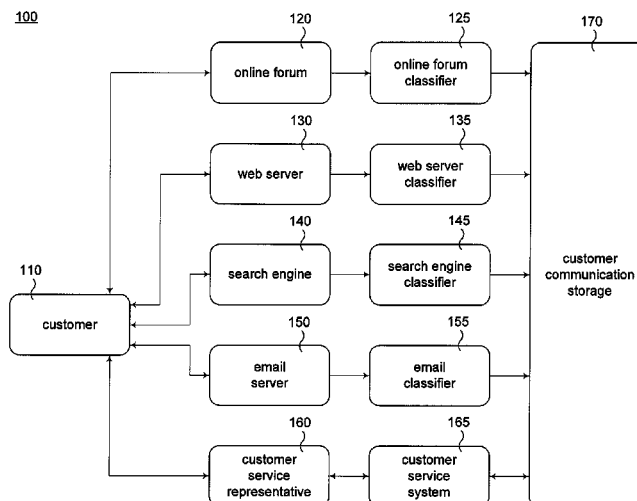 100
120
125
170
online forum
online forum
classifier
130
135
web server
web server
classifier
140
145
search engine
search engine
classifier
customer
communication
storage
110
customer
150
155
email
server
email
classifier
160
165
customer
service
representative
customer
service
system